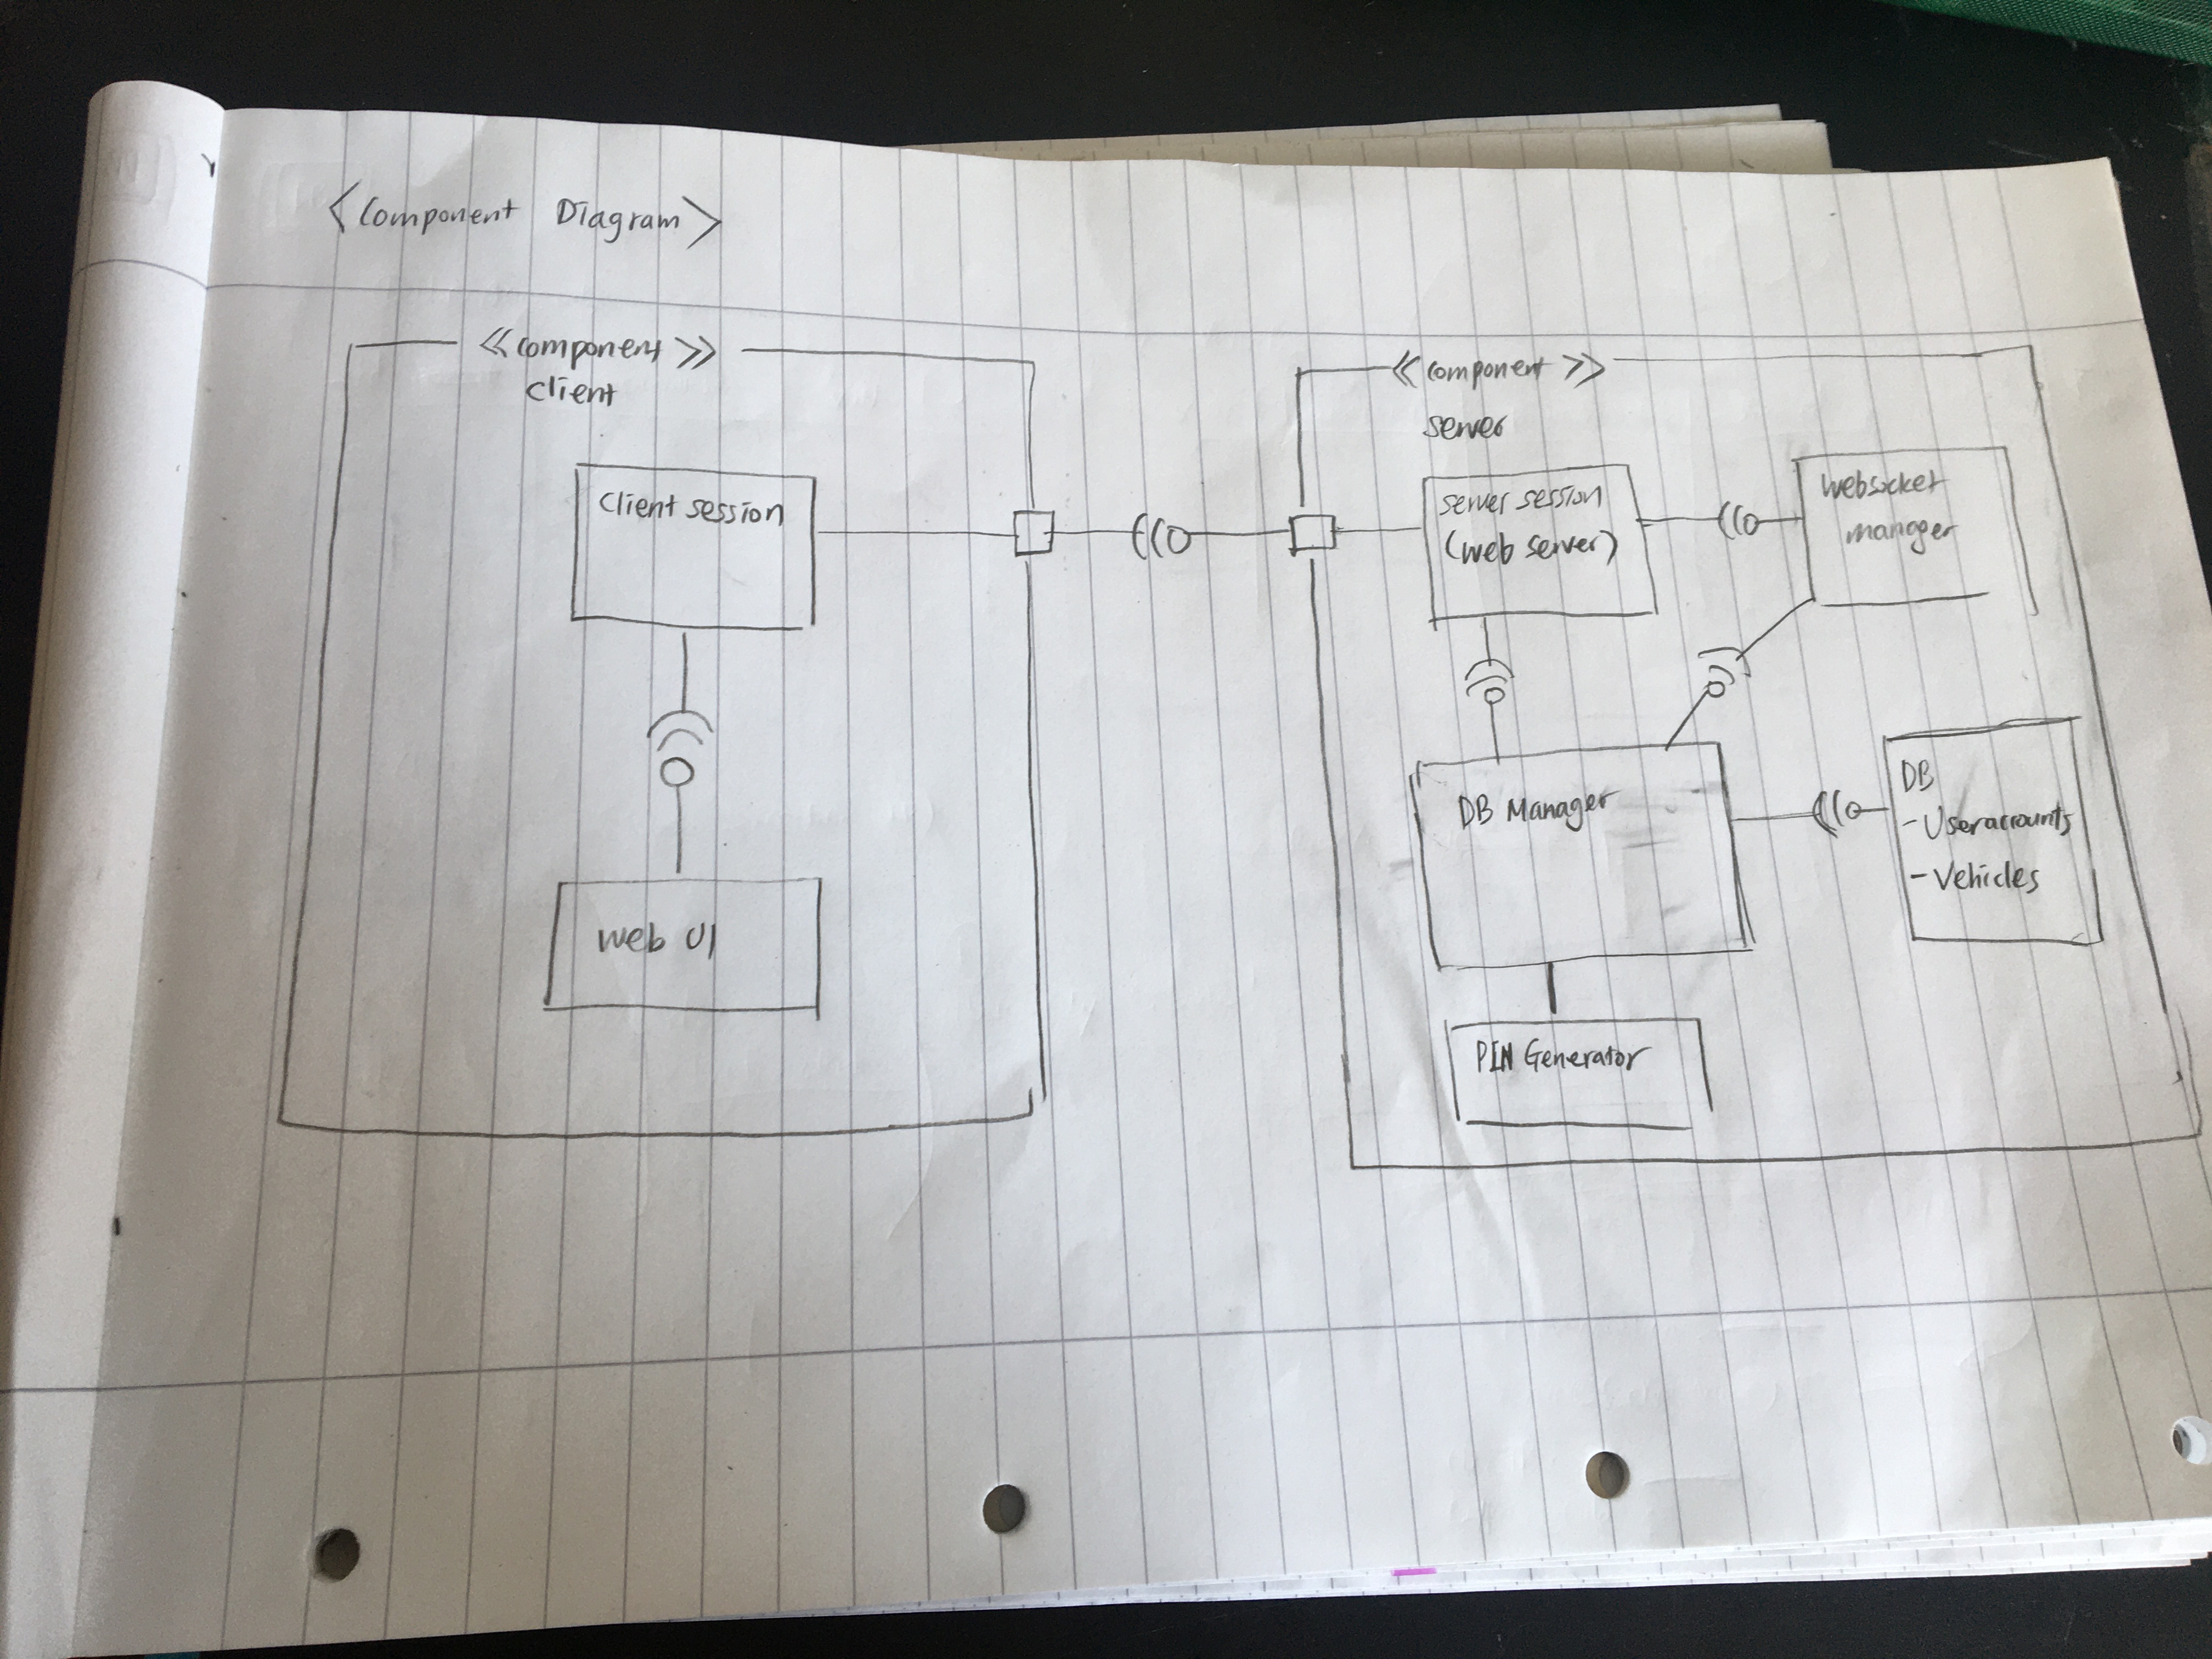 <Component Diagram>
<<component>>
client
Client session
Web UI
<<component>>
server
server session
(web server)
Websocket
manager
DB Manager
DB
- Useraccounts
- Vehicles
PIN Generator